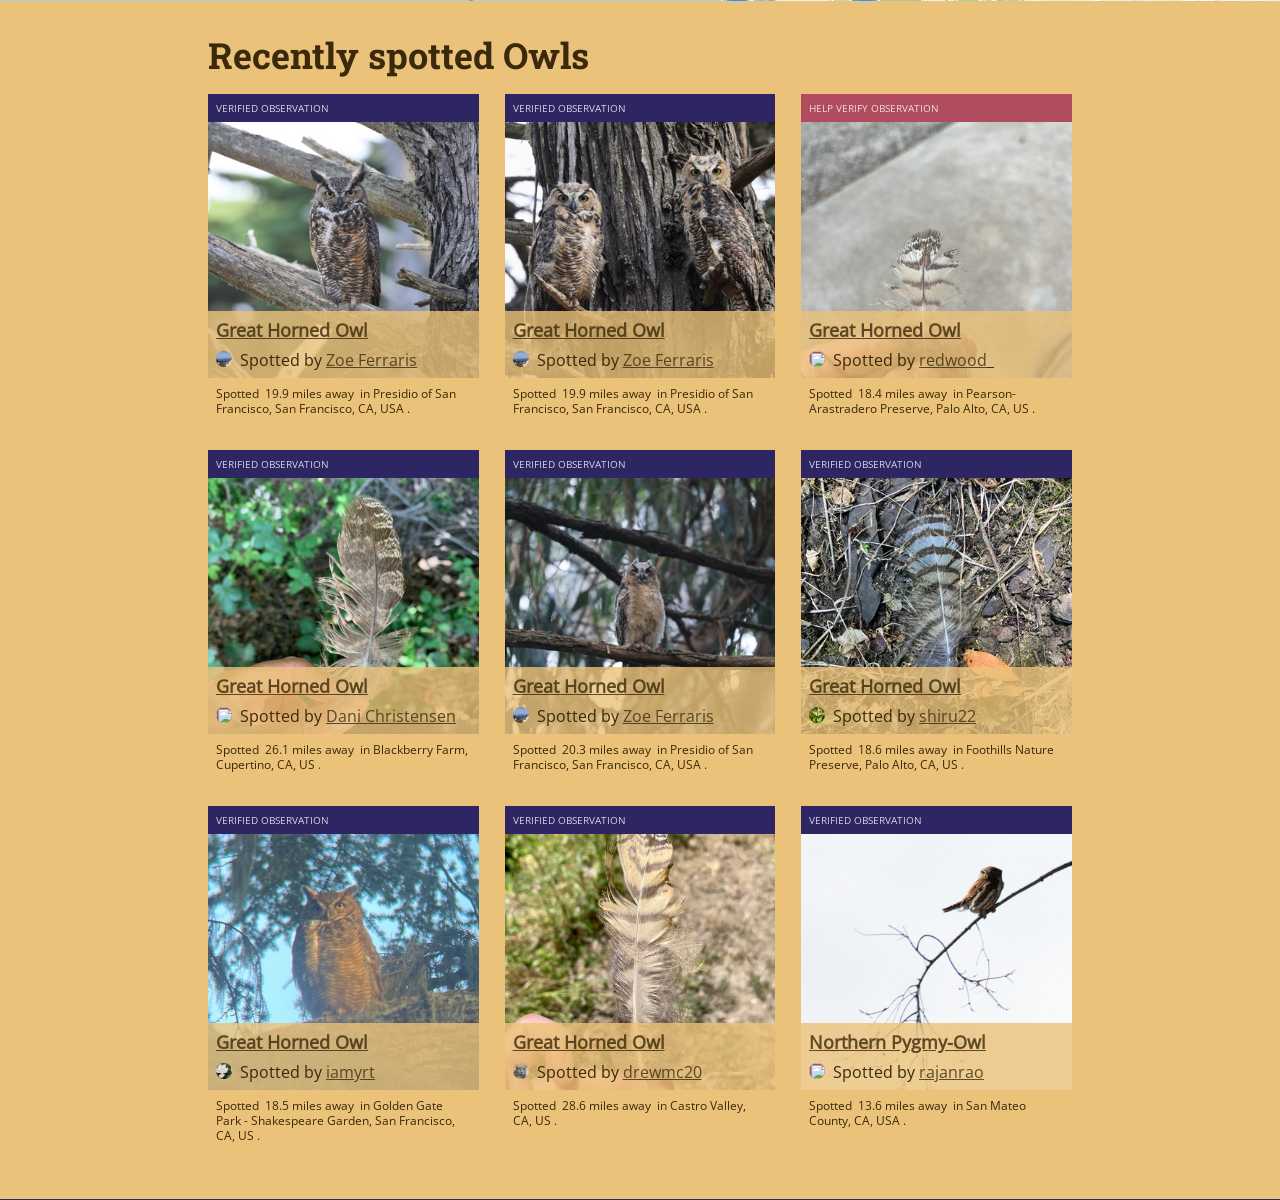 Recently spotted Owls
VERIFIED OBSERVATION
Great Horned Owl
Spotted by Zoe Ferraris
Spotted 19.9 miles away in Presidio of San
Francisco, San Francisco, CA, USA .
VERIFIED OBSERVATION
Great Horned Owl
Spotted by Zoe Ferraris
Spotted 19.9 miles away in Presidio of San
Francisco, San Francisco, CA, USA .
HELP VERIFY OBSERVATION
Great Horned Owl
Spotted by redwood_
Spotted 18.4 miles away in Pearson-
Arastradero Preserve, Palo Alto, CA, US .
VERIFIED OBSERVATION
Great Horned Owl
Spotted by Dani Christensen
Spotted 26.1 miles away in Blackberry Farm,
Cupertino, CA, US .
VERIFIED OBSERVATION
Great Horned Owl
Spotted by Zoe Ferraris
Spotted 20.3 miles away in Presidio of San
Francisco, San Francisco, CA, USA .
VERIFIED OBSERVATION
Great Horned Owl
Spotted by shiru22
Spotted 18.6 miles away in Foothills Nature
Preserve, Palo Alto, CA, US .
VERIFIED OBSERVATION
Great Horned Owl
Spotted by iamyrt
Spotted 18.5 miles away in Golden Gate
Park - Shakespeare Garden, San Francisco,
CA, US .
VERIFIED OBSERVATION
Great Horned Owl
Spotted by drewmc20
Spotted 28.6 miles away in Castro Valley,
CA, US .
VERIFIED OBSERVATION
Northern Pygmy-Owl
Spotted by rajanrao
Spotted 13.6 miles away in San Mateo
County, CA, USA .